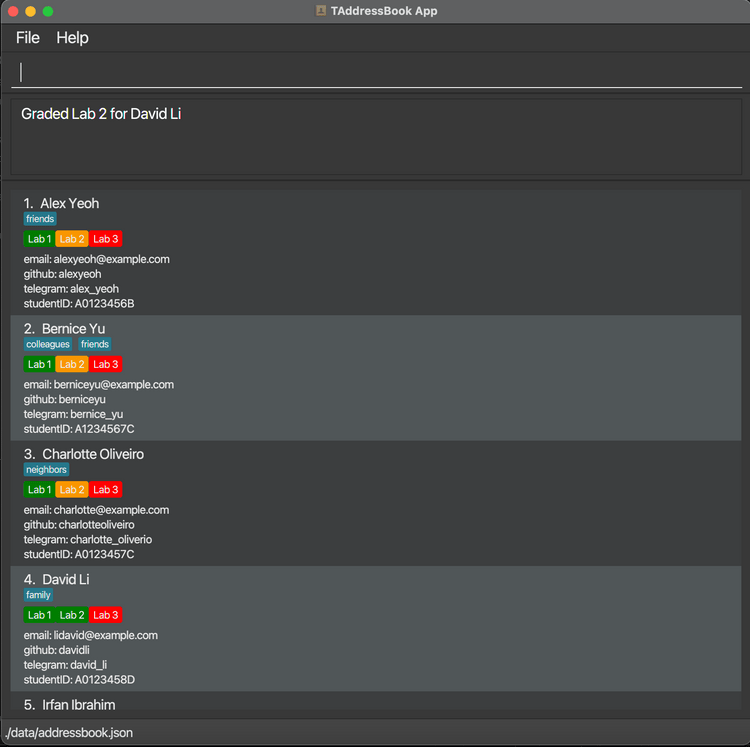 TAddressBook App
File Help
Graded Lab 2 for David Li
1. Alex Yeoh
friends
Lab 1 Lab 2 Lab 3
email: alexyeoh@example.com
github: alexyeoh
telegram: alex_yeoh
studentID: A0123456B
2. Bernice Yu
colleagues friends
Lab 1 Lab 2 Lab 3
email: berniceyu@example.com
github: berniceyu
telegram: bernice_yu
studentID: A1234567C
3. Charlotte Oliveiro
neighbors
Lab 1 Lab 2 Lab 3
email: charlotte@example.com
github: charlotteoliveiro
telegram: charlotte_oliverio
studentID: A0123457C
4. David Li
family
Lab 1 Lab 2 Lab 3
email: lidavid@example.com
github: davidli
telegram: david_li
studentID: A0123458D
5. Irfan Ibrahim
./data/addressbook.json